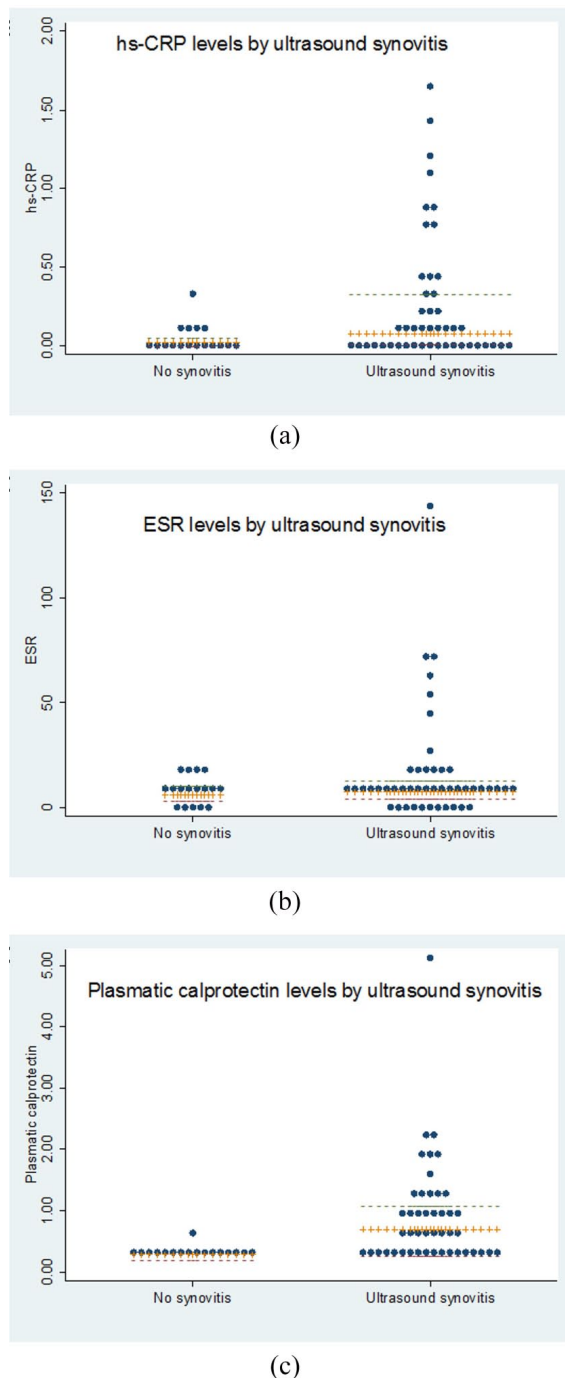 hs-CRP levels by ultrasound synovitis
2.00
1.50
1.00
0.50
0.00
hs-CRP
No synovitis
Ultrasound synovitis
(a)
ESR levels by ultrasound synovitis
150
100
50
0
ESR
No synovitis
Ultrasound synovitis
(b)
Plasmatic calprotectin levels by ultrasound synovitis
5.00
4.00
3.00
2.00
1.00
0.00
Plasmatic calprotectin
No synovitis
Ultrasound synovitis
(c)